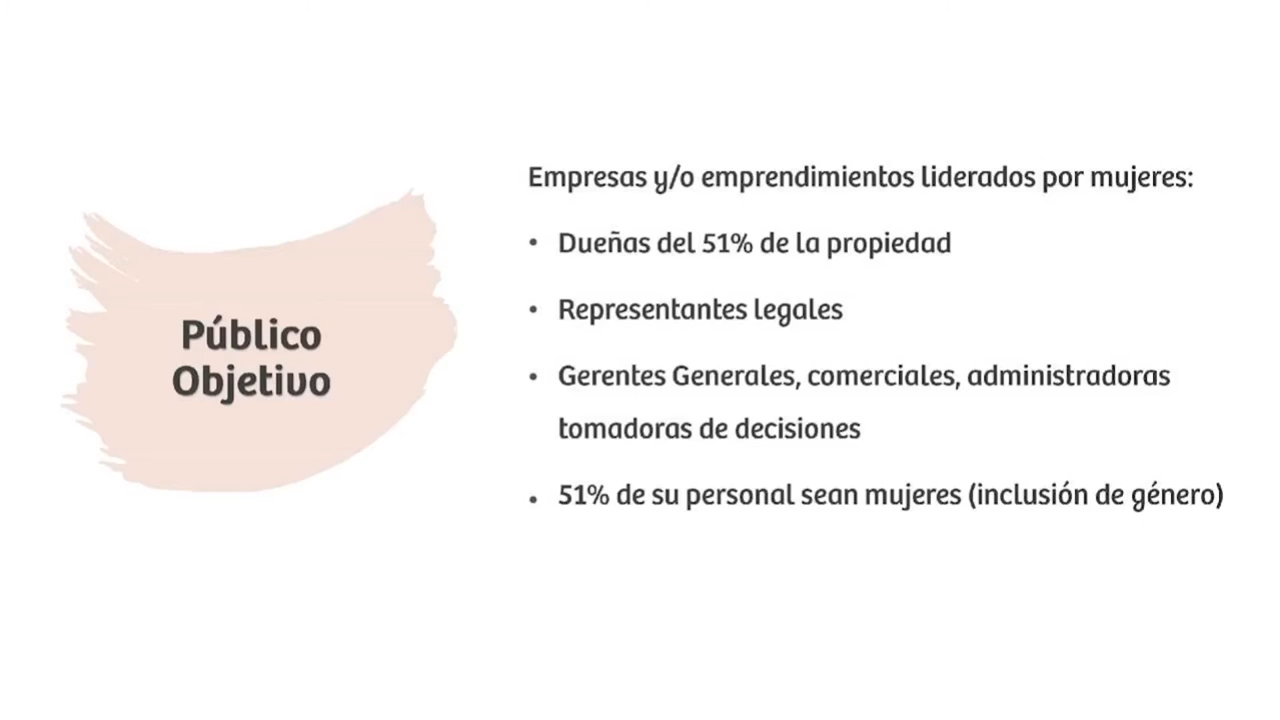 Público
Objetivo
Empresas y/o emprendimientos liderados por mujeres:
• Dueñas del 51% de la propiedad
• Representantes legales
• Gerentes Generales, comerciales, administradoras
tomadoras de decisiones
• 51% de su personal sean mujeres (inclusión de género)